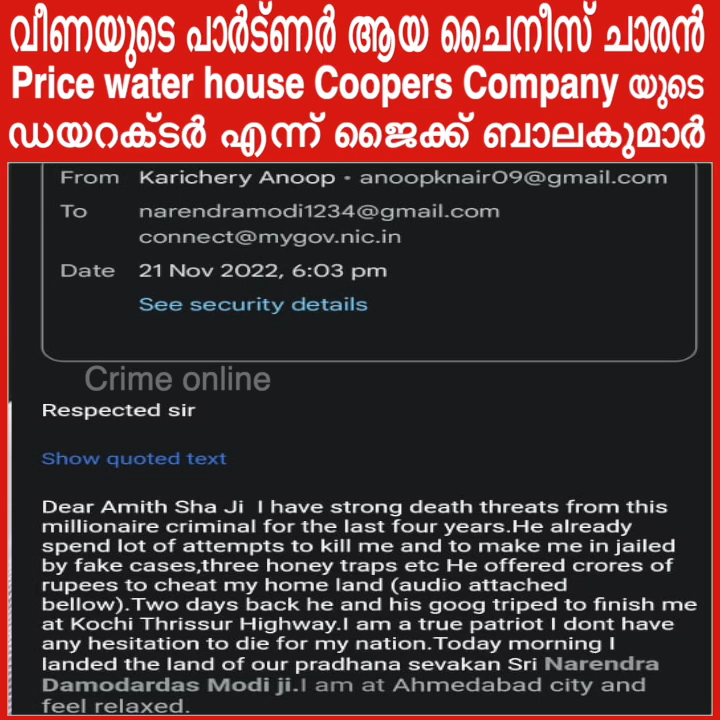 വീണയുടെ പാർട്ണർ ആയ ചൈനീസ് ചാരൻ
Price water house Coopers Company യുടെ
ഡയറക്ടർ എന്ന് ജൈക്ക് ബാലകുമാർ
From Karichery Anoop • anoopknair09@gmail.com
To narendramodi1234@gmail.com
connect@mygov.nic.in
Date 21 Nov 2022, 6:03 pm
See security details
Crime online
Respected sir
Show quoted text
Dear Amith Sha Ji I have strong death threats from this
millionaire criminal for the last four years.He already
spend lot of attempts to kill me and to make me in jailed
by fake cases,three honey traps etc He offered crores of
rupees to cheat my home land (audio attached
bellow).Two days back he and his goog triped to finish me
at Kochi Thrissur Highway.I am a true patriot I dont have
any hesitation to die for my nation.Today morning I
landed the land of our pradhana sevakan Sri Narendra
Damodardas Modi ji.I am at Ahmedabad city and
feel relaxed.